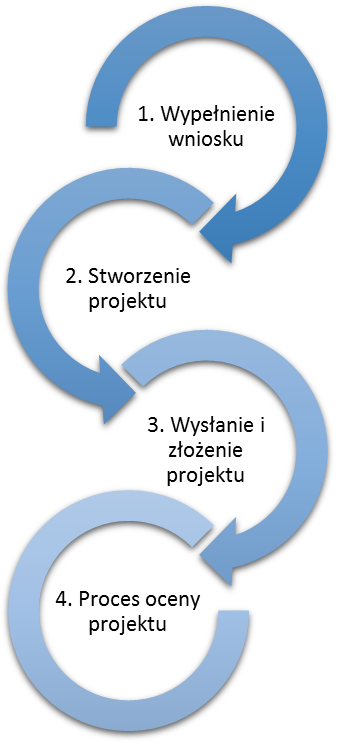 1. Wypełnienie
wniosku
2. Stworzenie
projektu
3. Wysłanie i
złożenie
projektu
4. Proces oceny
projektu